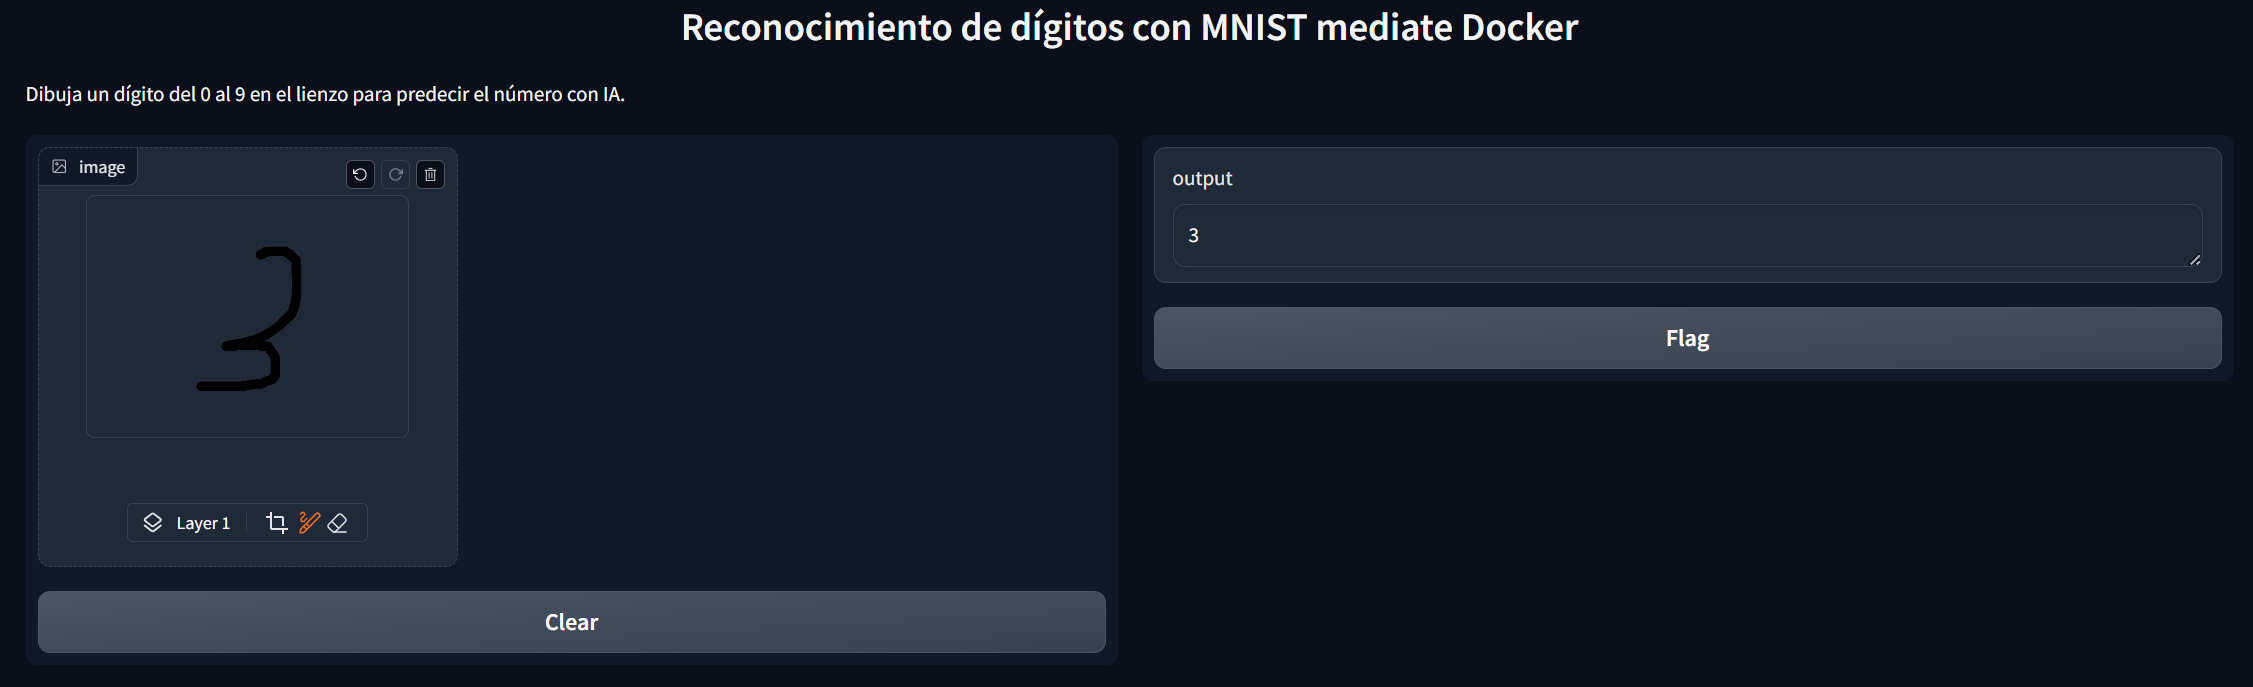 Reconocimiento de dígitos con MNIST mediate Docker
Dibuja un dígito del 0 al 9 en el lienzo para predecir el número con IA.
image
3
Layer 1
Clear
output
3
Flag